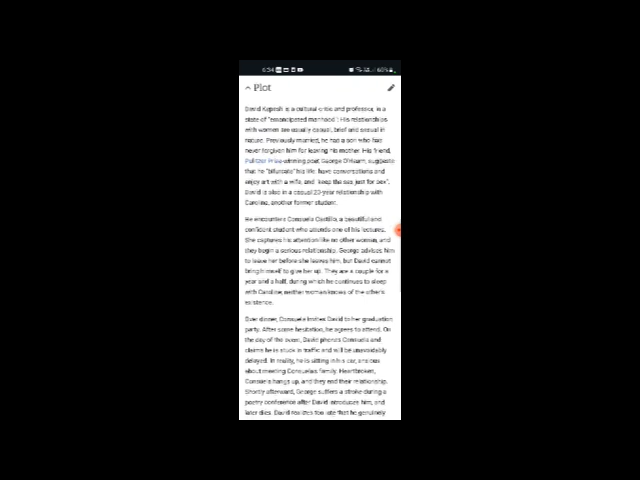 6:54
66%
Plot
David Kepesh is a cultural critic and professor, in a
state of "emancipated manhood": His relationships
with women are usually casual, brief and sexual in
nature. Previously married, he had a son who had
never forgiven him for leaving his mother. His friend,
Pulitzer Prize-winning poet George O'Hearn, suggests
that he "bifurcate" his life: have conversations and
enjoy art with a wife, and "keep the sex just for sex".
David is also in a casual 20-year relationship with
Caroline, another former student.
He encounters Consuela Castillo, a beautiful and
confident student who attends one of his lectures.
She captures his attention like no other woman, and
they begin a serious relationship. George advises him
to leave her before she leaves him, but David cannot
bring himself to give her up. They are a couple for a
year and a half, during which he continues to sleep
with Caroline; neither woman knows of the other's
existence.
Over dinner, Consuela invites David to her graduation
party. After some hesitation, he agrees to attend. On
the day of the event, David phones Consuela and
claims he is stuck in traffic and will be unavoidably
delayed. In reality, he is sitting in his car, anxious
about meeting Consuela's family. Heartbroken,
Consuela hangs up, and they end their relationship.
Shortly afterward, George suffers a stroke during a
poetry conference after David introduces him, and
later dies. David realizes too late that he genuinely